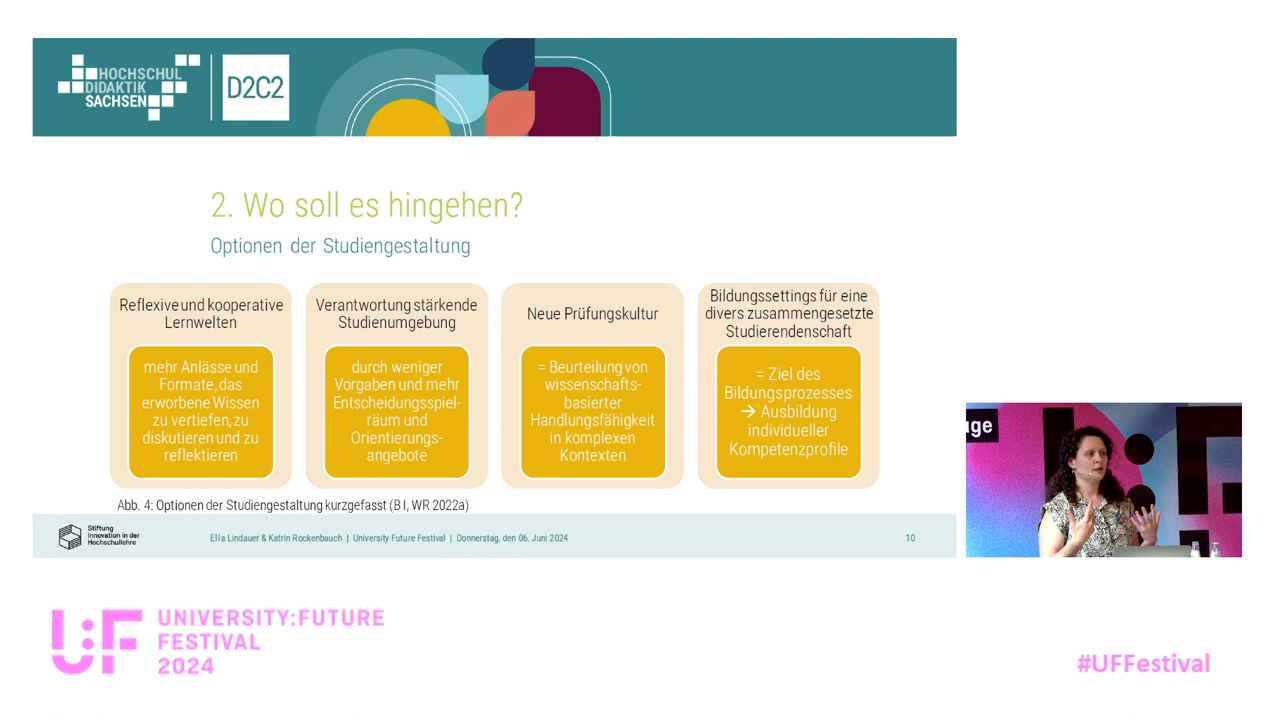 HOCHSCHUL
DIDAKTIK
SACHSEN
D2C2
2. Wo soll es hingehen?
Optionen der Studiengestaltung
Reflexive und kooperative
Lernwelten
mehr Anlässe und
Formate, das
erworbene Wissen
zu vertiefen, zu
diskutieren und zu
reflektieren
Verantwortung stärkende
Studienumgebung
durch weniger
Vorgaben und mehr
Entscheidungsspiel-
räum und
Orientierungs-
angebote
Neue Prüfungskultur
= Beurteilung von
wissenschafts-
basierter
Handlungsfähigkeit
in komplexen
Kontexten
Bildungssettings für eine
divers zusammengesetzte
Studierendenschaft
= Ziel des
Bildungsprozesses
→ Ausbildung
individueller
Kompetenzprofile
Abb. 4: Optionen der Studiengestaltung kurzgefasst (B I, WR 2022a)
Stiftung
Innovation in der
Hochschullehre
Ella Lindauer & Katrin Rockenbauch | University Future Festival | Donnerstag, den 06. Juni 2024
10
ge
U:F
UNIVERSITY:FUTURE
FESTIVAL
2024
#UFFestival